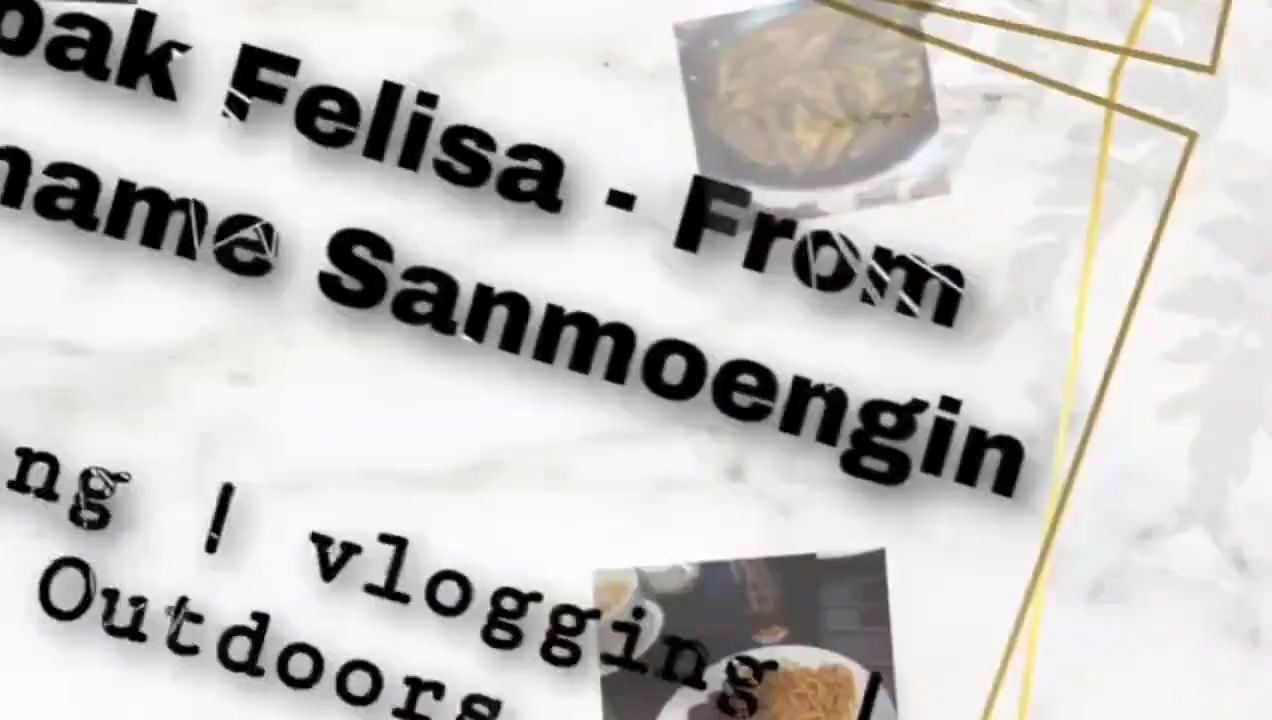 Felisa - From
Sanmoengin
| vlogging |
Outdoors